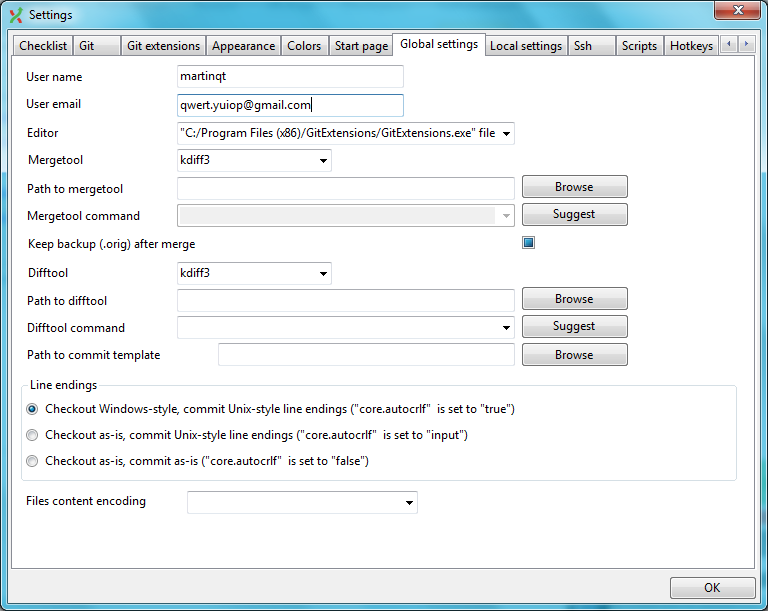 Settings
Checklist Git Git extensions Appearance Colors Start page Global settings Local settings Ssh Scripts Hotkeys
User name martinqt
User email qwert.yuiop@gmail.com
Editor "C:/Program Files (x86)/GitExtensions/GitExtensions.exe" file
Mergetool kdiff3
Path to mergetool Browse
Mergetool command Suggest
Keep backup (.orig) after merge
Difftool kdiff3
Path to difftool Browse
Difftool command Suggest
Path to commit template Browse
Line endings
Checkout Windows-style, commit Unix-style line endings ("core.autocrlf" is set to "true")
Checkout as-is, commit Unix-style line endings ("core.autocrlf" is set to "input")
Checkout as-is, commit as-is ("core.autocrlf" is set to "false")
Files content encoding
OK